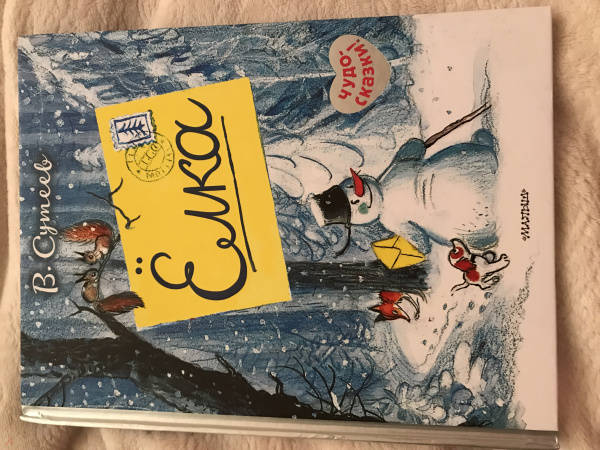 В. Сутеев
Ёлка
Чудо-
сказки!
МАЛЫШ